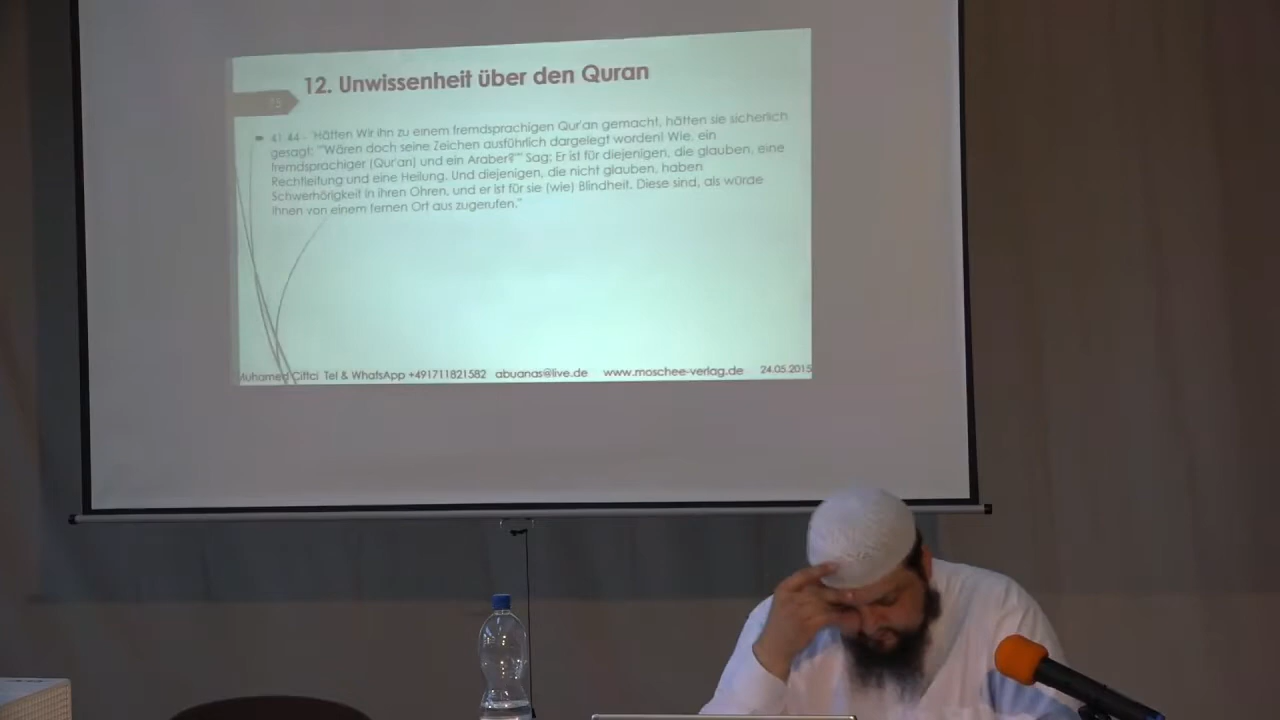 12. Unwissenheit über den Quran
15
41:44 - "Hätten Wir ihn zu einem fremdsprachigen Qur'an gemacht, hätten sie sicherlich
gesagt: "Wären doch seine Zeichen ausführlich dargelegt worden! Wie, ein
fremdsprachiger (Qur'an) und ein Araber?" Sag: Er ist für diejenigen, die glauben, eine
Rechtleitung und eine Heilung. Und diejenigen, die nicht glauben, haben
Schwerhörigkeit in ihren Ohren, und er ist für sie (wie) Blindheit. Diese sind, als würde
ihnen von einem fernen Ort aus zugerufen."
Muhamed Ciftci Tel & WhatsApp +491711821582 abuanas@live.de www.moschee-verlag.de 24.05.2015